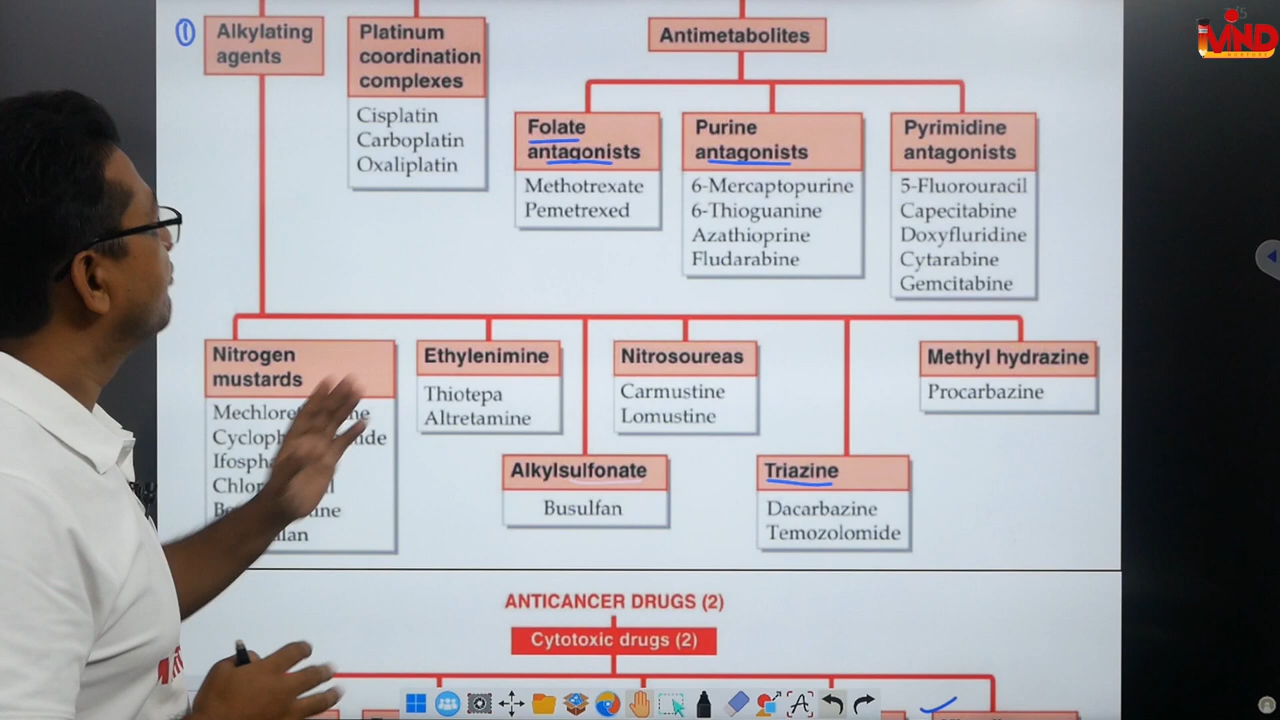 ①
Alkylating
agents
Platinum
coordination
complexes
Cisplatin
Carboplatin
Oxaliplatin
Antimetabolites
Folate
antagonists
Methotrexate
Pemetrexed
Purine
antagonists
6-Mercaptopurine
6-Thioguanine
Azathioprine
Fludarabine
Pyrimidine
antagonists
5-Fluorouracil
Capecitabine
Doxyfluridine
Cytarabine
Gemcitabine
Nitrogen
mustards
Ethylenimine
Thiotepa
Altretamine
Nitrosoureas
Carmustine
Lomustine
Methyl hydrazine
Procarbazine
Alkylsulfonate
Busulfan
Triazine
Dacarbazine
Temozolomide
ANTICANCER DRUGS (2)
Cytotoxic drugs (2)
MIND